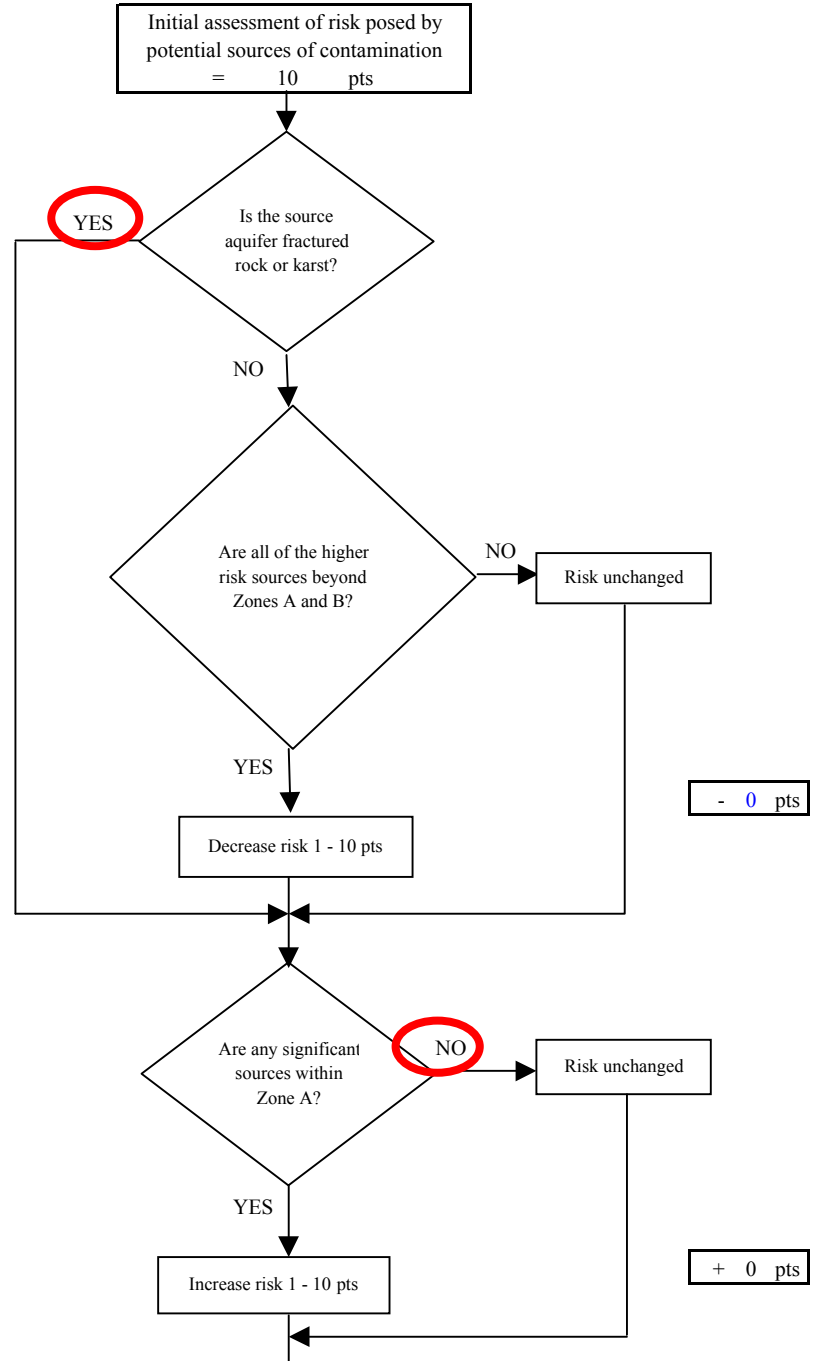 Initial assessment of risk posed by
potential sources of contamination
= 10 pts
YES
Is the source
aquifer fractured
rock or karst?
NO
Are all of the higher
risk sources beyond
Zones A and B?
NO
Risk unchanged
YES
- 0 pts
Decrease risk 1 - 10 pts
Are any significant
sources within
Zone A?
NO
Risk unchanged
YES
+ 0 pts
Increase risk 1 - 10 pts